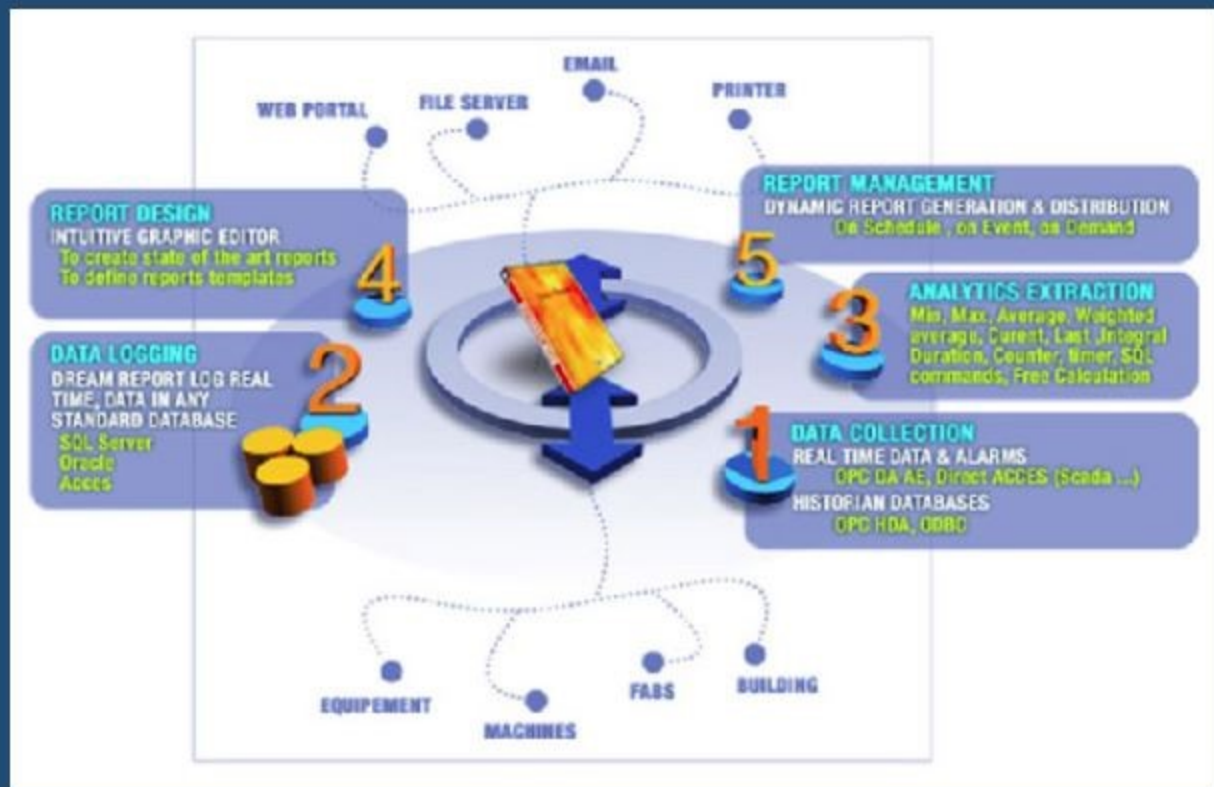 EMAIL
WEB PORTAL
FILE SERVER
PRINTER
REPORT DESIGN
INTUITIVE GRAPHIC EDITOR
To create state of the art reports
To define reports templates
4
REPORT MANAGEMENT
DYNAMIC REPORT GENERATION & DISTRIBUTION
On Schedule , on Event, on Demand
5
DATA LOGGING
DREAM REPORT LOG REAL
TIME, DATA IN ANY
STANDARD DATABASE
SQL Server
Oracle
Acces
2
3
ANALYTICS EXTRACTION
Min, Max, Average, Weighted
average, Curent, Last ,Integral
Duration, Counter, timer, SQL
commands, Free Calculation
1
DATA COLLECTION
REAL TIME DATA & ALARMS
OPC DA AE, Direct ACCES (Scada ...)
HISTORIAN DATABASES
OPC HDA, ODBC
EQUIPEMENT
MACHINES
FABS
BUILDING